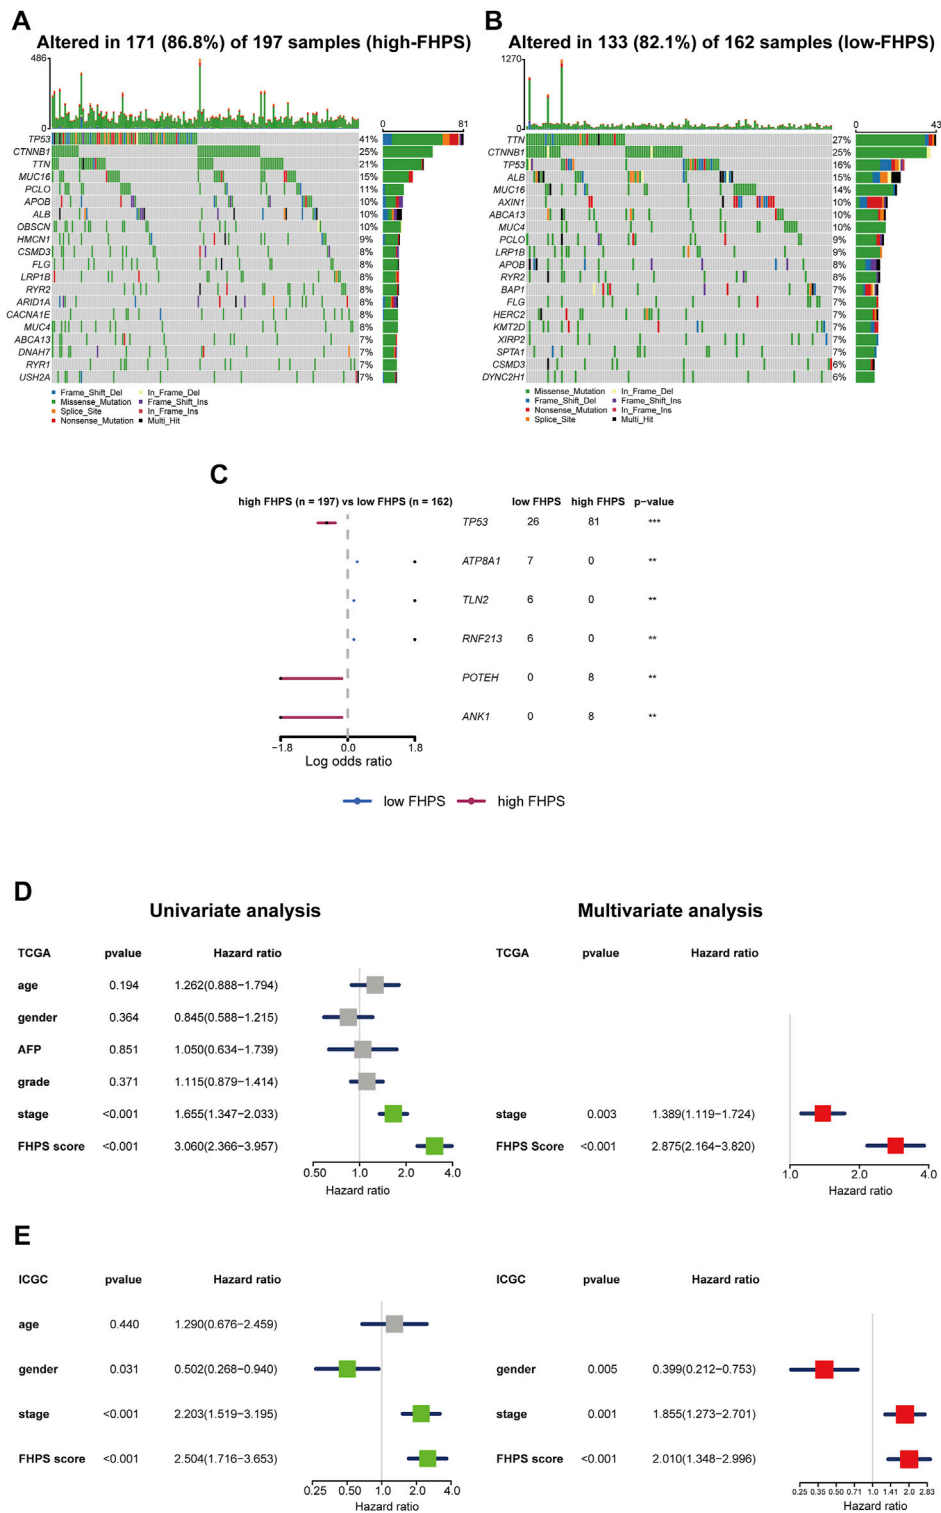 A
Altered in 171 (86.8%) of 197 samples (high-FHPS)
486
0
0 81
TP53 41%
CTNNB1 25%
TTN 21%
MUC16 15%
PCLO 11%
APOB 10%
ALB 10%
OBSCN 10%
HMCN1 9%
CSMD3 8%
FLG 8%
LRP1B 8%
RYR2 8%
ARID1A 8%
CACNA1E 8%
MUC4 8%
ABCA13 7%
DNAH7 7%
RYR1 7%
USH2A 7%
Frame_Shift_Del In_Frame_Del
Missense_Mutation Frame_Shift_Ins
Splice_Site In_Frame_Ins
Nonsense_Mutation Multi_Hit
B
Altered in 133 (82.1%) of 162 samples (low-FHPS)
1270
0
0 43
TTN 27%
CTNNB1 25%
TP53 16%
ALB 15%
MUC16 14%
AXIN1 10%
ABCA13 10%
MUC4 10%
PCLO 9%
LRP1B 9%
APOB 8%
RYR2 8%
BAP1 7%
FLG 7%
HERC2 7%
KMT2D 7%
XIRP2 7%
SPTA1 7%
CSMD3 6%
DYNC2H1 6%
Missense_Mutation In_Frame_Del
Frame_Shift_Del Frame_Shift_Ins
Nonsense_Mutation In_Frame_Ins
Splice_Site Multi_Hit
C
high FHPS (n = 197) vs low FHPS (n = 162) low FHPS high FHPS p−value
TP53 26 81 ***
ATP8A1 7 0 **
TLN2 6 0 **
RNF213 6 0 **
POTEH 0 8 **
ANK1 0 8 **
−1.8 0.0 1.8
Log odds ratio
low FHPS high FHPS
D
Univariate analysis
TCGA pvalue Hazard ratio
age 0.194 1.262(0.888−1.794)
gender 0.364 0.845(0.588−1.215)
AFP 0.851 1.050(0.634−1.739)
grade 0.371 1.115(0.879−1.414)
stage <0.001 1.655(1.347−2.033)
FHPS score <0.001 3.060(2.366−3.957)
0.50 1.0 2.0 4.0
Hazard ratio
Multivariate analysis
TCGA pvalue Hazard ratio
stage 0.003 1.389(1.119−1.724)
FHPS Score <0.001 2.875(2.164−3.820)
1.0 2.0 4.0
Hazard ratio
E
ICGC pvalue Hazard ratio
age 0.440 1.290(0.676−2.459)
gender 0.031 0.502(0.268−0.940)
stage <0.001 2.203(1.519−3.195)
FHPS score <0.001 2.504(1.716−3.653)
0.25 0.50 1.0 2.0 4.0
Hazard ratio
ICGC pvalue Hazard ratio
gender 0.005 0.399(0.212−0.753)
stage 0.001 1.855(1.273−2.701)
FHPS score <0.001 2.010(1.348−2.996)
0.25 0.35 0.50 0.71 1.0 1.41 2.0 2.83
Hazard ratio